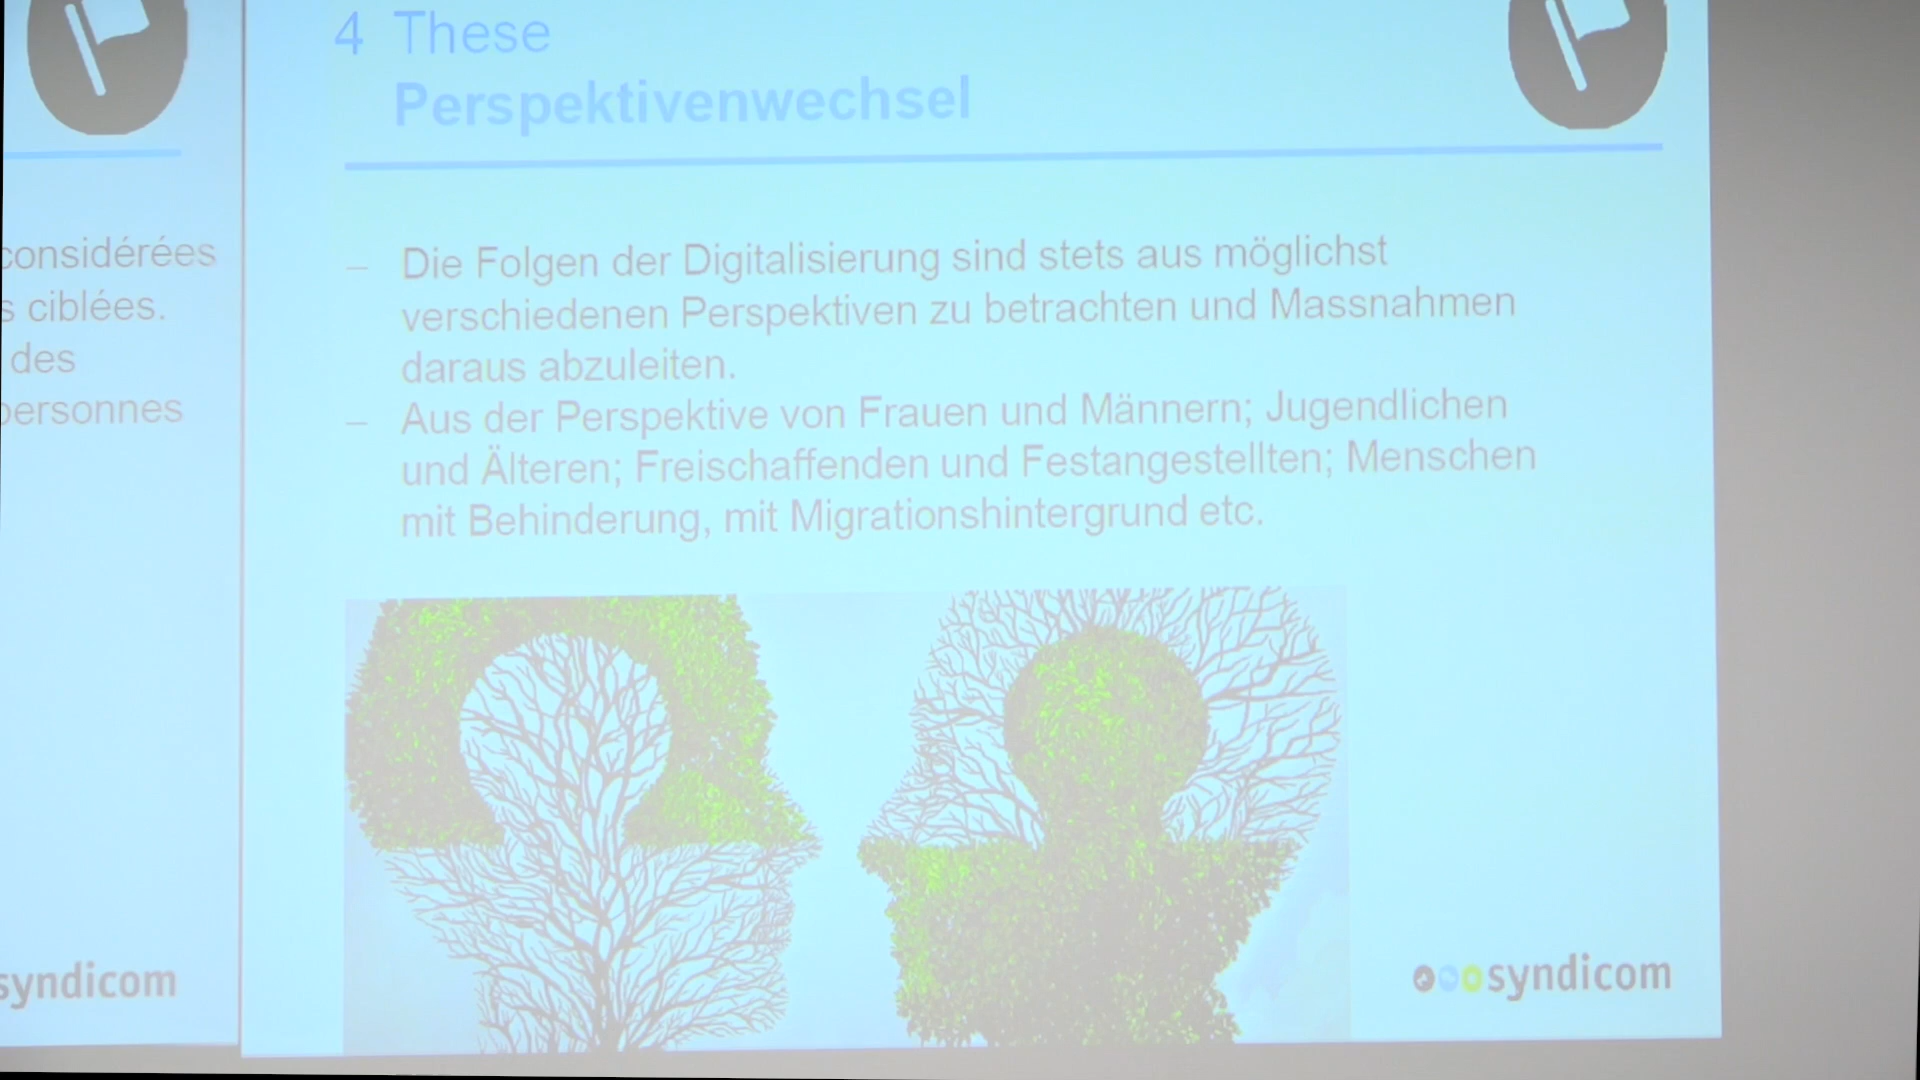 considérées
s ciblées.
des
personnes
syndicom
4 These
Perspektivenwechsel
– Die Folgen der Digitalisierung sind stets aus möglichst
verschiedenen Perspektiven zu betrachten und Massnahmen
daraus abzuleiten.
– Aus der Perspektive von Frauen und Männern; Jugendlichen
und Älteren; Freischaffenden und Festangestellten; Menschen
mit Behinderung, mit Migrationshintergrund etc.
syndicom